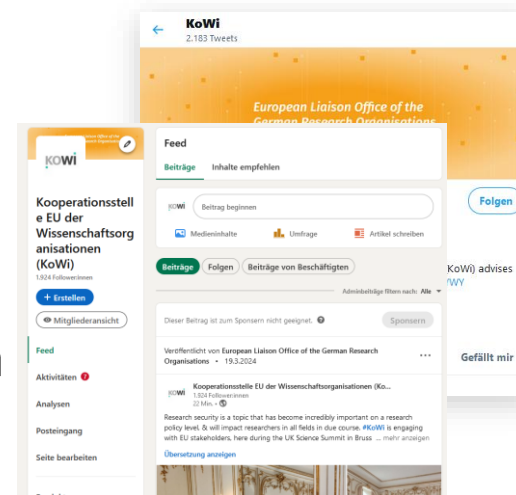 KoWi
2.183 Tweets
European Liaison Office of the
German Research Organisations
Folgen
KoWi) advises
Gefällt mir
KOWi
Kooperationsstell
e EU der
Wissenschaftsorg
anisationen
(KoWi)
1.924 Follower:innen
+ Erstellen
Mitgliederansicht
Feed
Aktivitäten 7
Analysen
Posteingang
Seite bearbeiten
Feed
Beiträge Inhalte empfehlen
KOWi Beitrag beginnen
Medieninhalte Umfrage Artikel schreiben
Beiträge Folgen Beiträge von Beschäftigten
Adminbeiträge filtern nach: Alle
Dieser Beitrag ist zum Sponsern nicht geeignet. Sponsern
Veröffentlicht von European Liaison Office of the German Research
Organisations • 19.3.2024
KOWi Kooperationsstelle EU der Wissenschaftsorganisationen (Ko...
1.924 Follower:innen
22 Min. •
Research security is a topic that has become incredibly important on a research
policy level, & will impact researchers in all fields in due course. #KoWi is engaging
with EU stakeholders, here during the UK Science Summit in Bruss ... mehr anzeigen
Übersetzung anzeigen